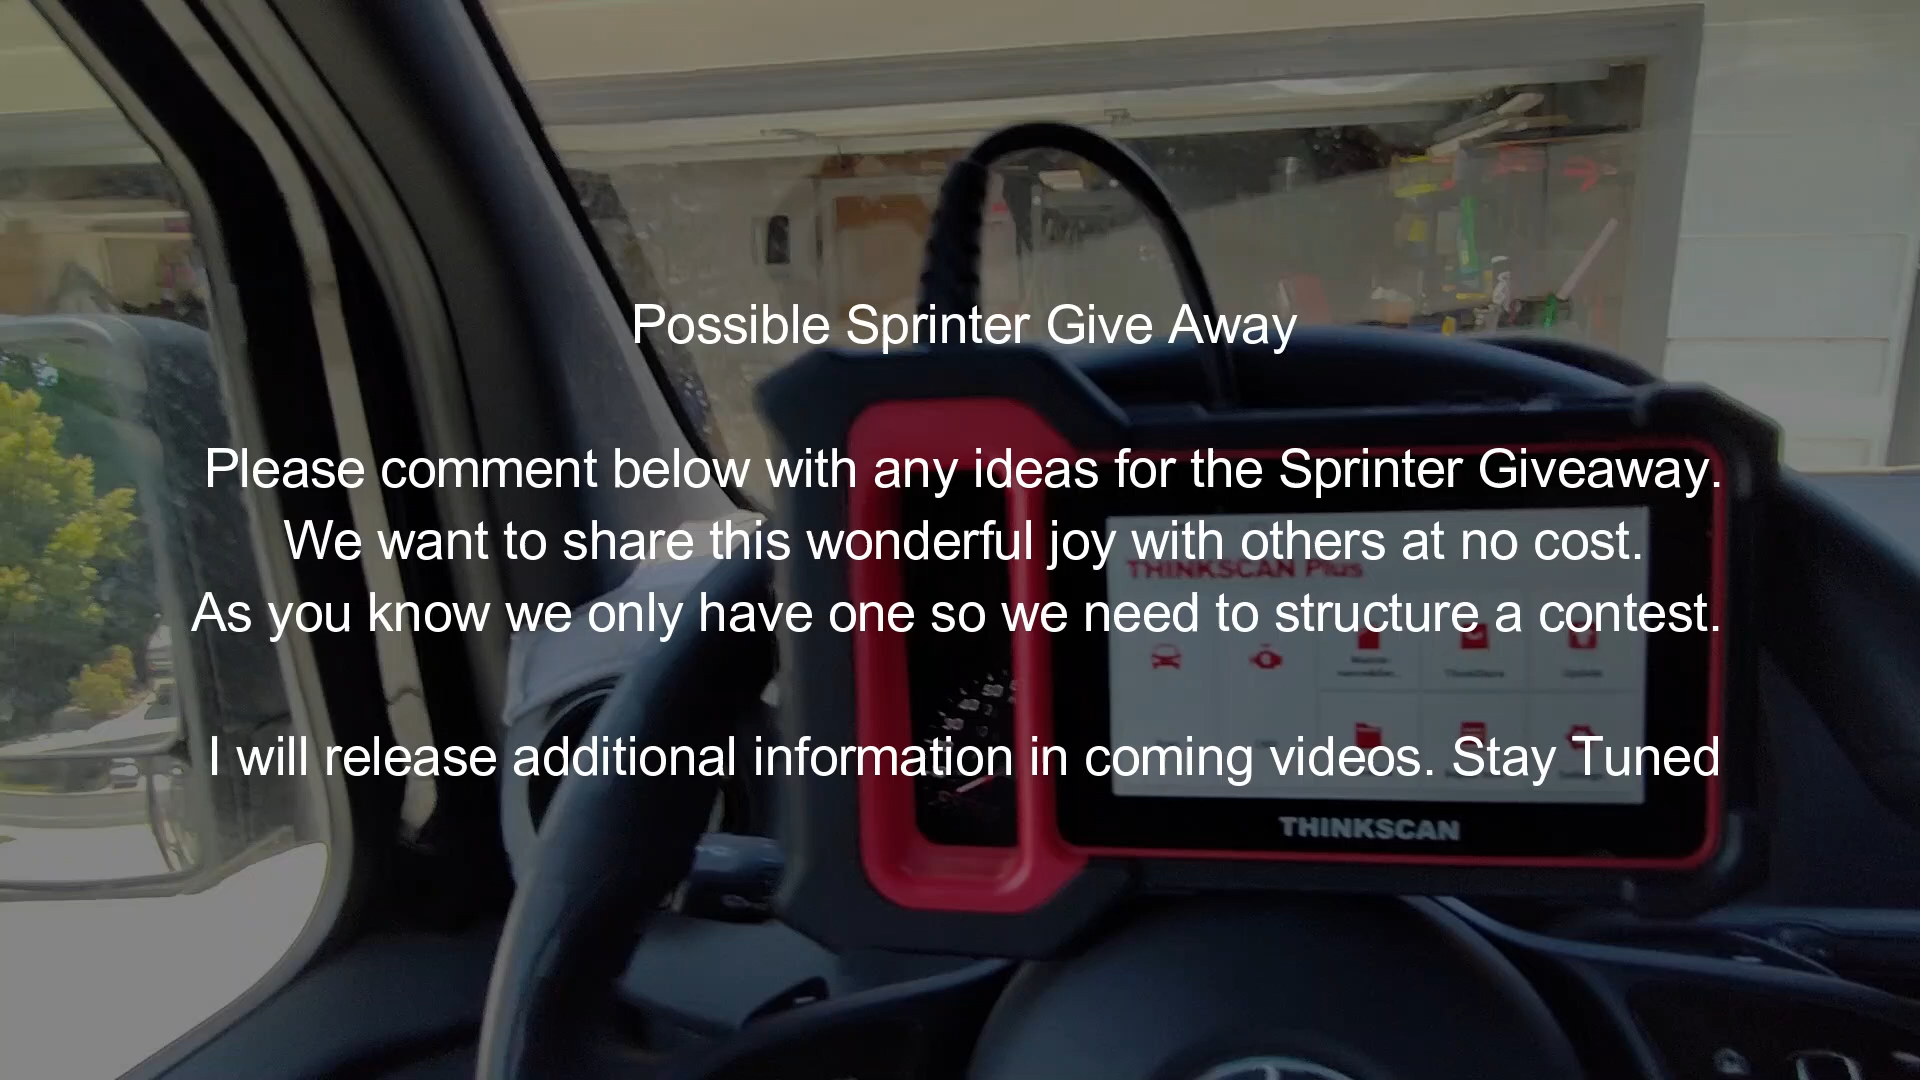 Possible Sprinter Give Away
Please comment below with any ideas for the Sprinter Giveaway.
We want to share this wonderful joy with others at no cost.
THINKSCAN Plus
As you know we only have one so we need to structure a contest.
50
30
I will release additional information in coming videos. Stay Tuned
THINKSCAN